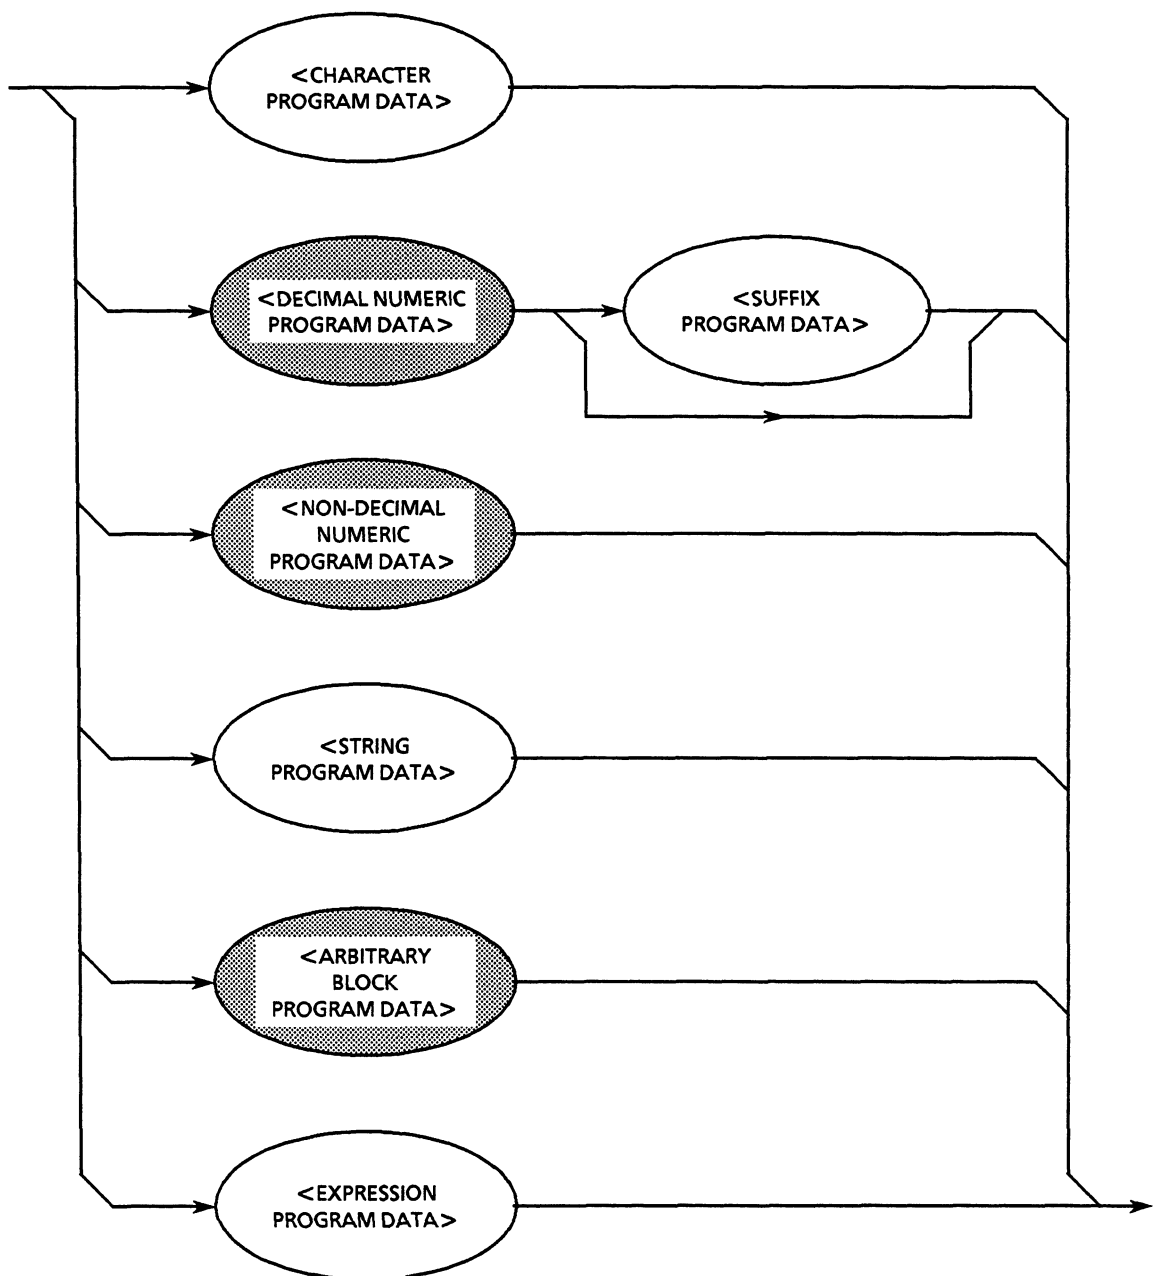 <CHARACTER
PROGRAM DATA>
<DECIMAL NUMERIC
PROGRAM DATA>
<SUFFIX
PROGRAM DATA>
<NON-DECIMAL
NUMERIC
PROGRAM DATA>
<STRING
PROGRAM DATA>
<ARBITRARY
BLOCK
PROGRAM DATA>
<EXPRESSION
PROGRAM DATA>